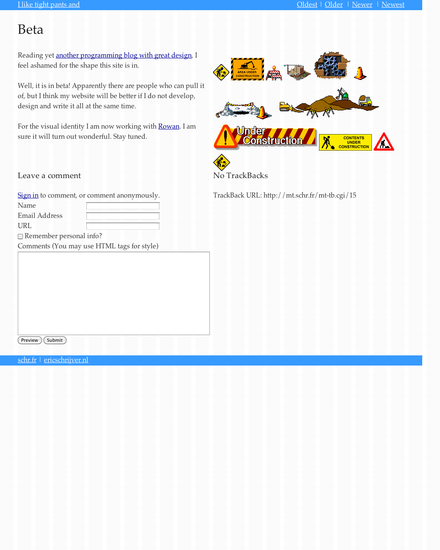 I like tight pants and
Oldest | Older | Newer | Newest
Beta
Reading yet another programming blog with great design, I
feel ashamed for the shape this site is in.
Well, it is in beta! Apparently there are people who can pull it
of, but I think my website will be better if I do not develop,
design and write it all at the same time.
For the visual identity I am now working with Rowan. I am
sure it will turn out wonderful. Stay tuned.
AREA UNDER
CONSTRUCTION
Under
Construction
CONTENTS
UNDER
CONSTRUCTION
Leave a comment
Sign in to comment, or comment anonymously.
Name
Email Address
URL
Remember personal info?
Comments (You may use HTML tags for style)
Preview Submit
No TrackBacks
TrackBack URL: http://mt.schr.fr/mt-tb.cgi/15
schr.fr | ericschrijver.nl